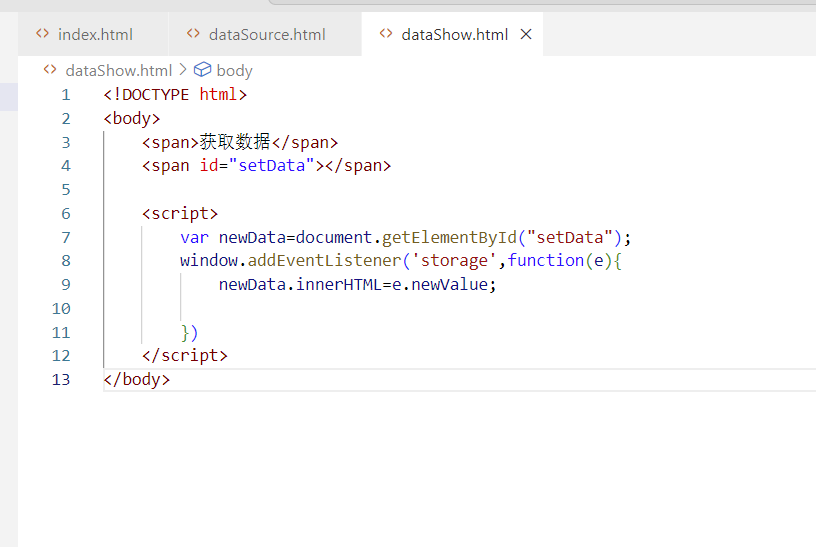 index.html dataSource.html dataShow.html
dataShow.html > body
1 <!DOCTYPE html>
2 <body>
3 <span>获取数据</span>
4 <span id="setData"></span>
5
6 <script>
7 var newData=document.getElementById("setData");
8 window.addEventListener('storage',function(e){
9 newData.innerHTML=e.newValue;
10
11 })
12 </script>
13 </body>